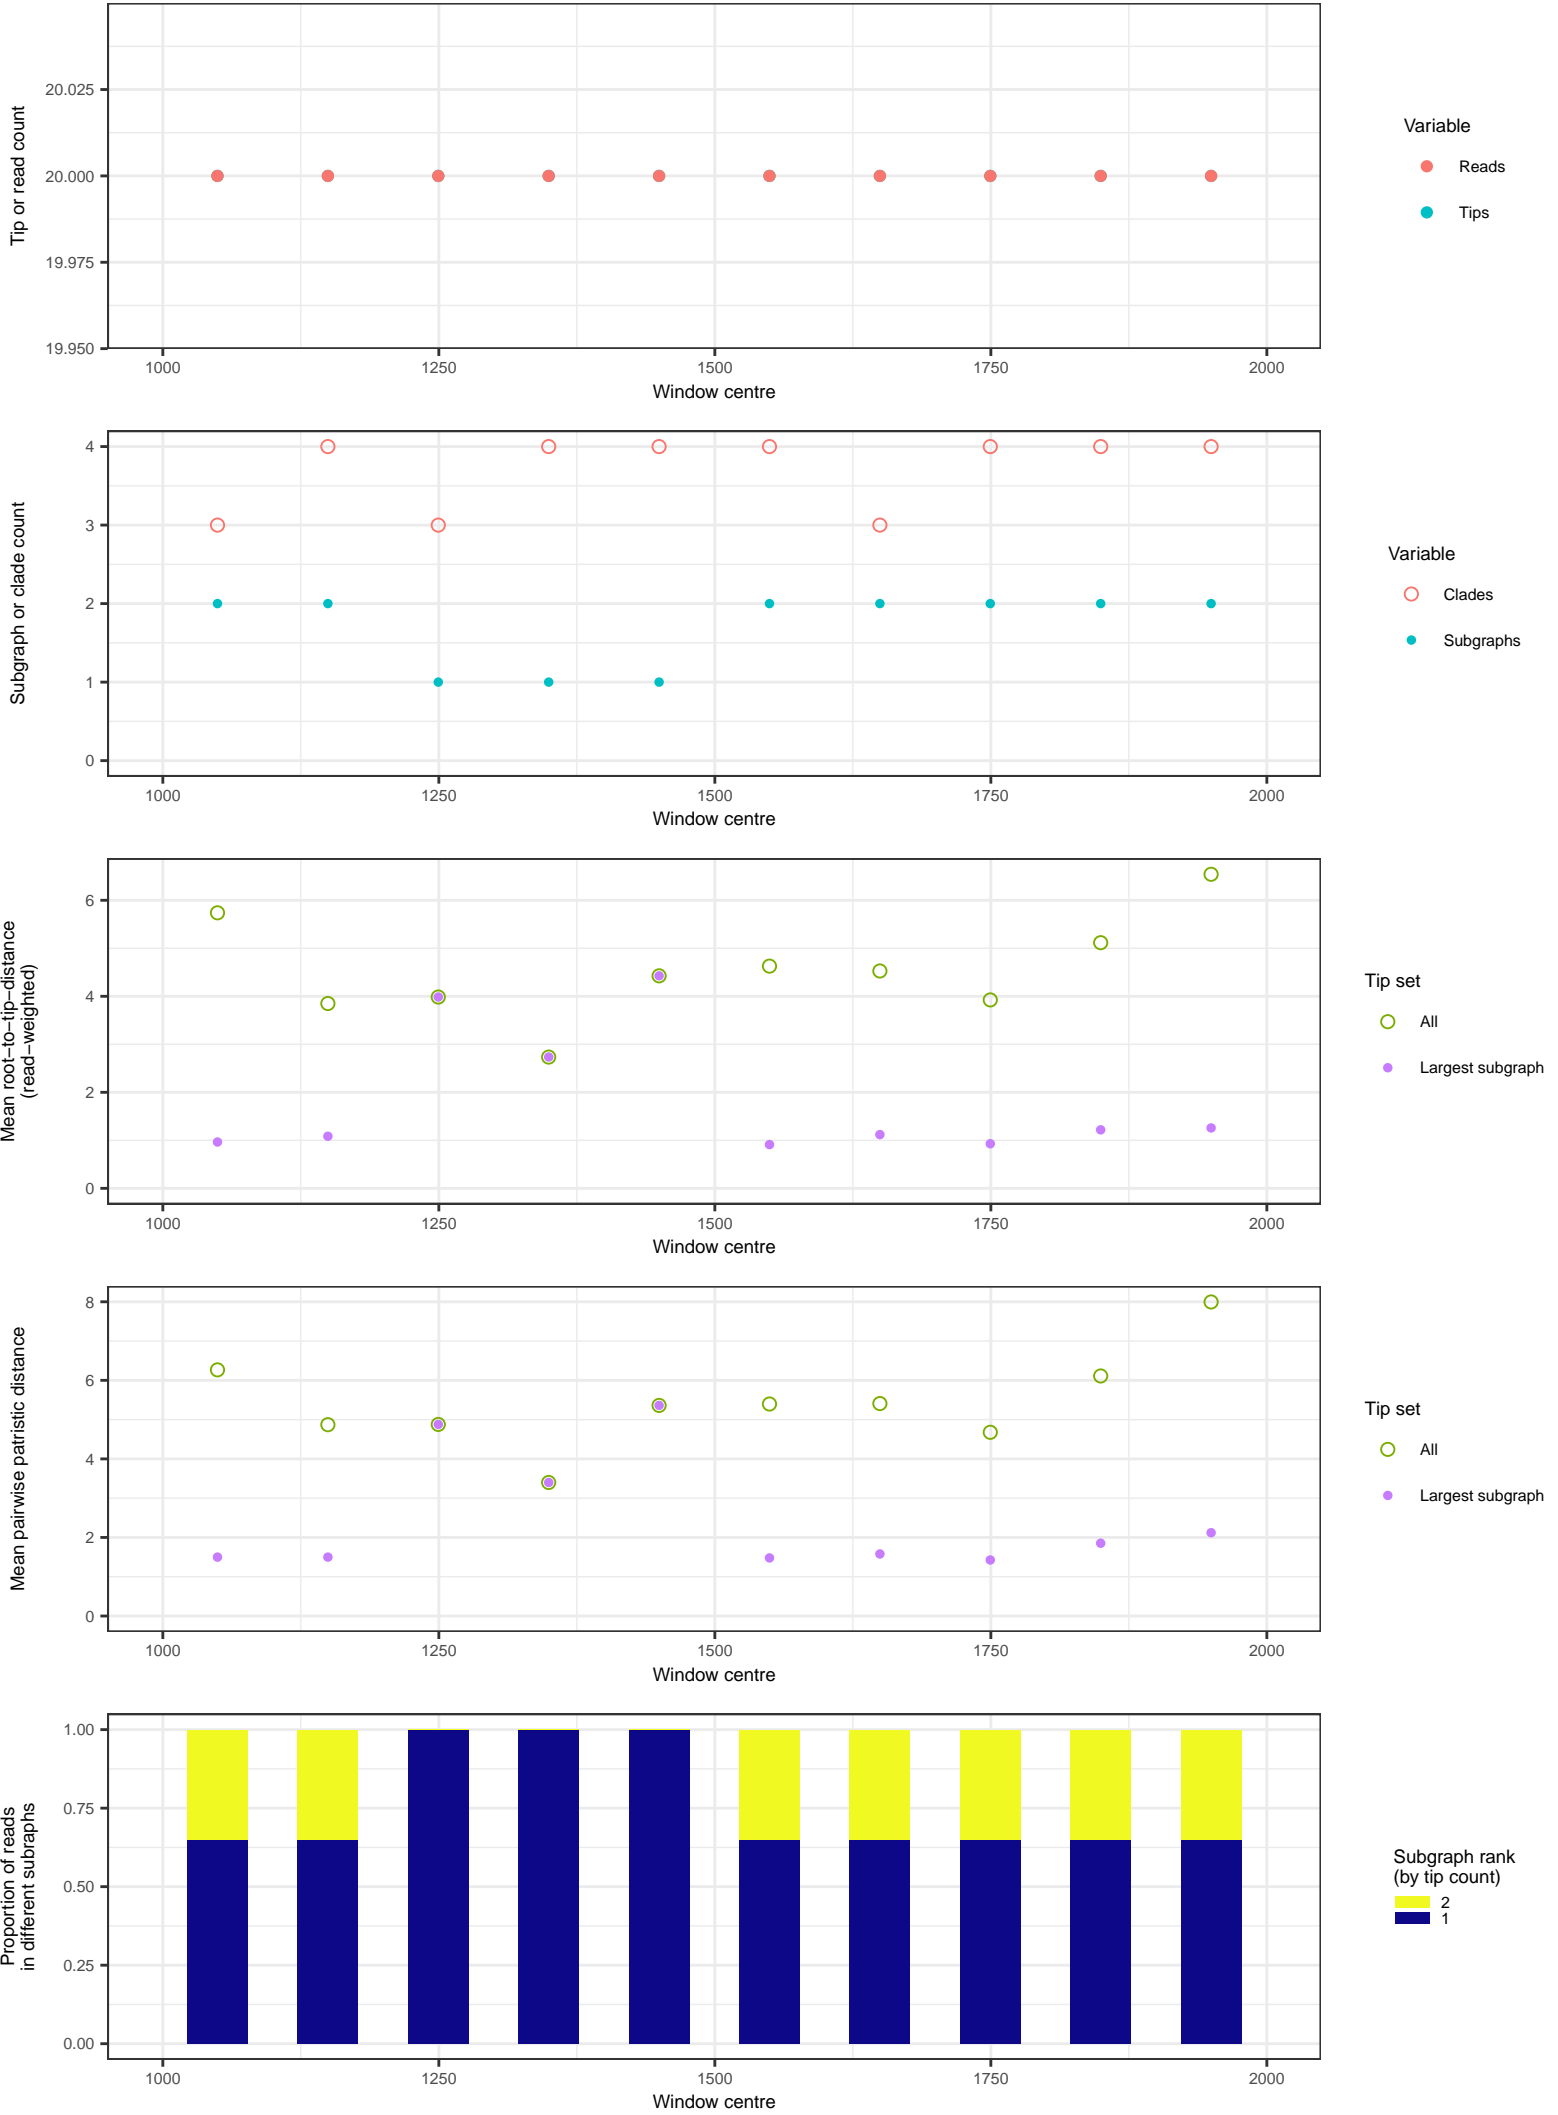 Tip or read count
20.025
20.000
19.975
19.950
1000 1250 1500 1750 2000
Window centre
Variable
Reads
Tips
Subgraph or clade count
4
3
2
1
0
1000 1250 1500 1750 2000
Window centre
Variable
Clades
Subgraphs
Mean root−to−tip−distance
(read−weighted)
6
4
2
0
1000 1250 1500 1750 2000
Window centre
Tip set
All
Largest subgraph
Mean pairwise patristic distance
8
6
4
2
0
1000 1250 1500 1750 2000
Window centre
Tip set
All
Largest subgraph
Proportion of reads
in different subraphs
1.00
0.75
0.50
0.25
0.00
1000 1250 1500 1750 2000
Window centre
Subgraph rank
(by tip count)
2
1